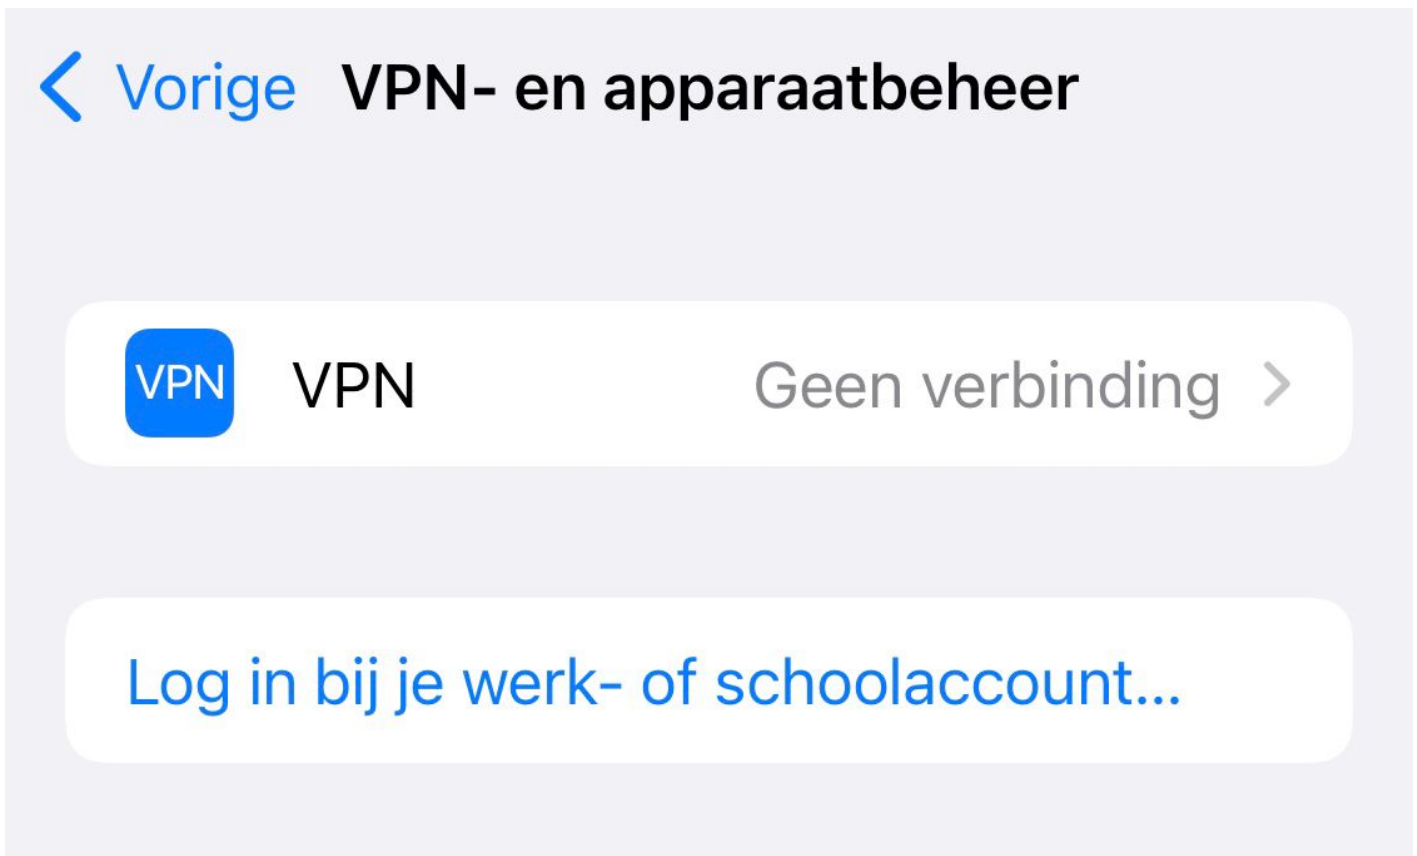 Vorige VPN- en apparaatbeheer
VPN VPN Geen verbinding
Log in bij je werk- of schoolaccount...